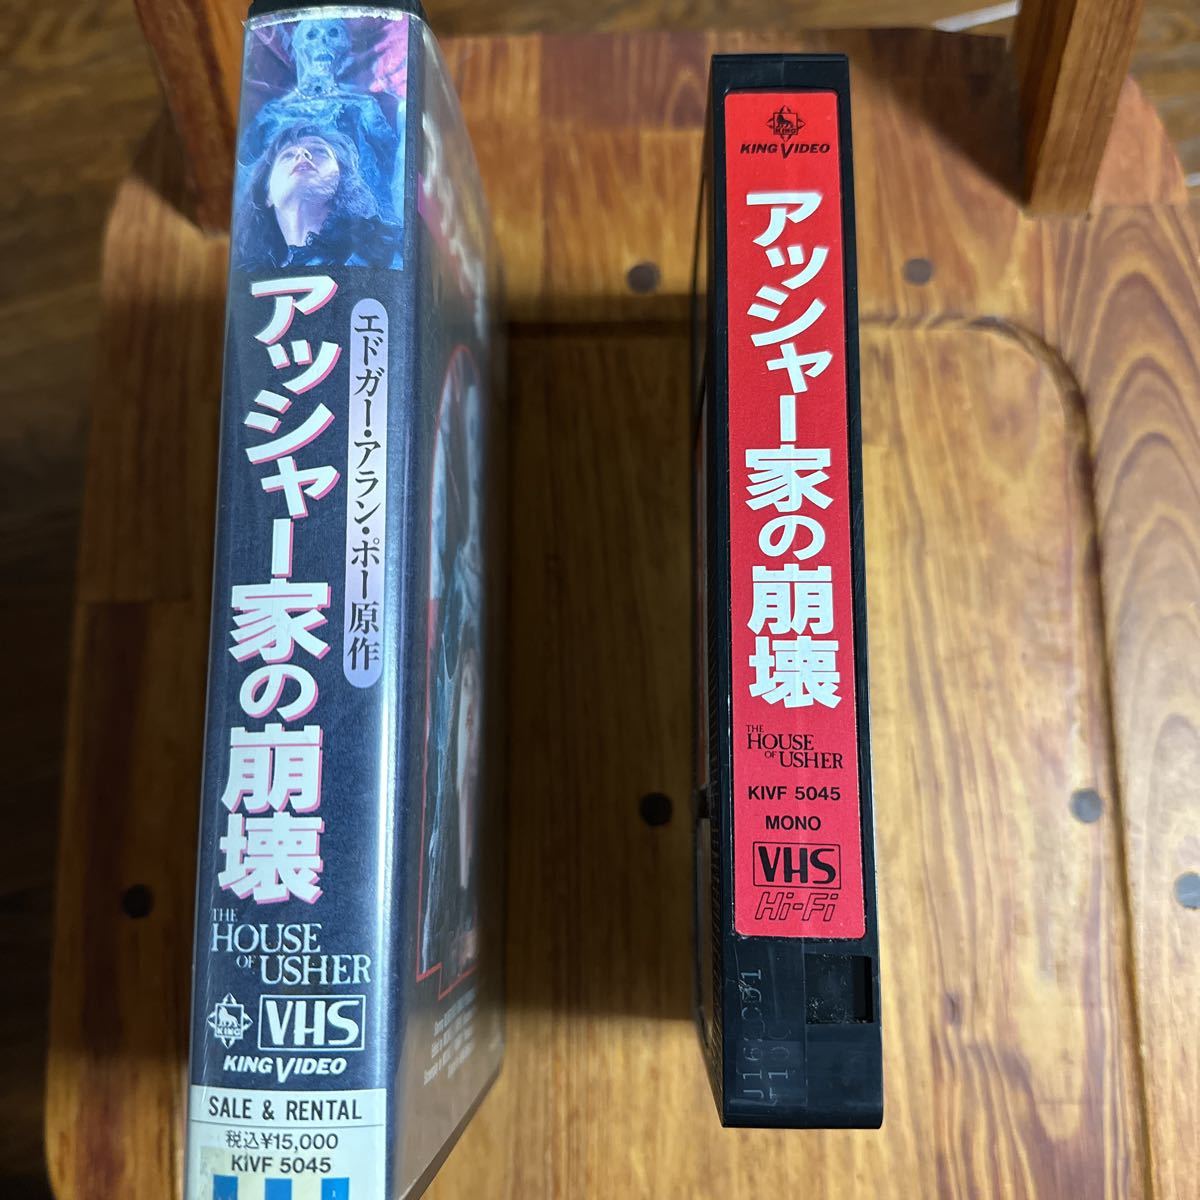 アッシャー家の崩壊
エドガー・アラン・ポー原作
THE
HOUSE
OF USHER
KING
VHS
KING VIDEO
SALE & RENTAL
税込¥15,000
KIVF 5045
KING
KING VIDEO
アッシャー家の崩壊
THE
HOUSE
OF USHER
KIVF 5045
MONO
VHS
Hi-Fi